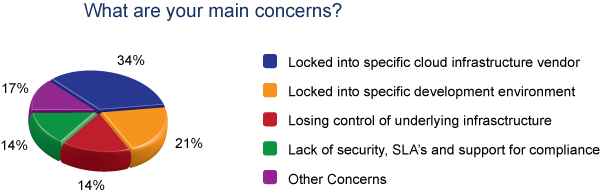 What are your main concerns?
34%
17%
14%
14%
21%
Locked into specific cloud infrastructure vendor
Locked into specific development environment
Losing control of underlying infrasctructure
Lack of security, SLA's and support for compliance
Other Concerns